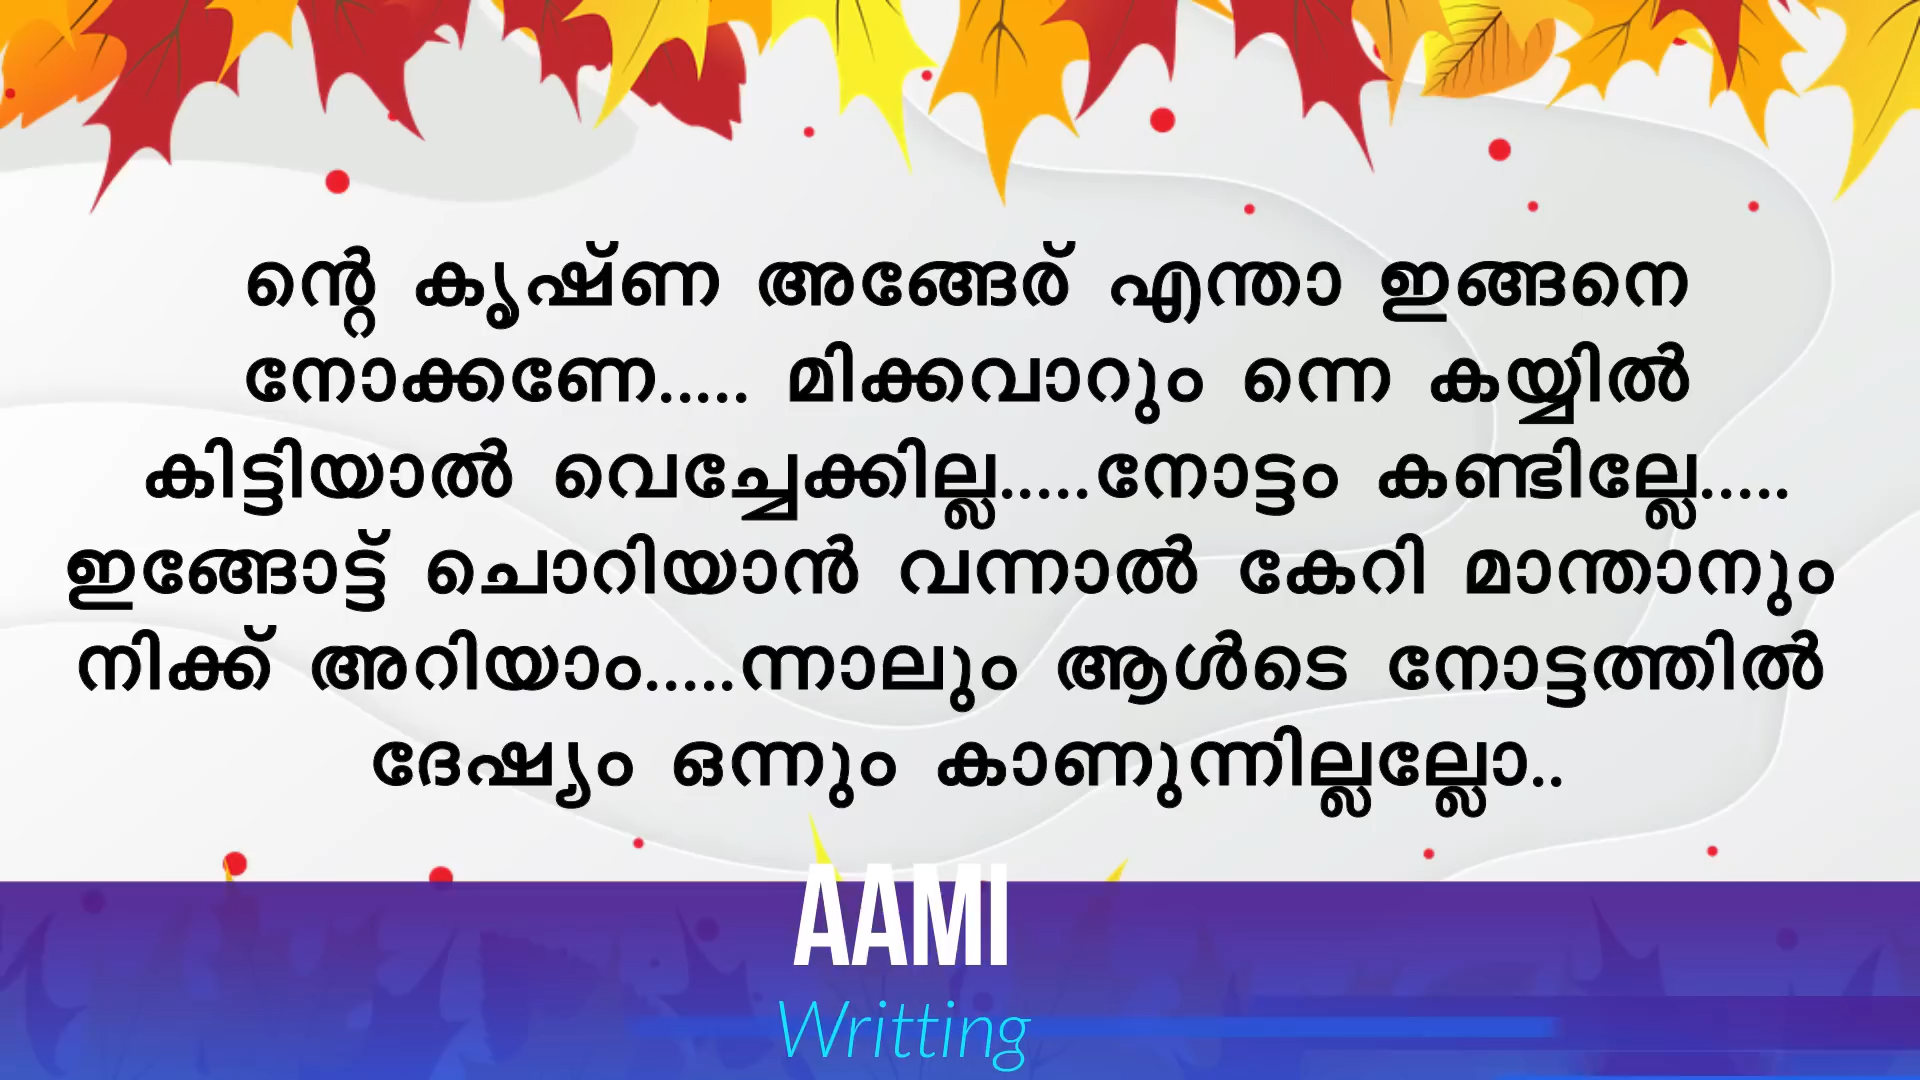 ന്റെ കൃഷ്ണ അങ്ങേര് എന്താ ഇങ്ങനെ
നോക്കണേ..... മിക്കവാറും ന്നെ കയ്യിൽ
കിട്ടിയാൽ വെച്ചേക്കില്ല.....നോട്ടം കണ്ടില്ലേ.....
ഇങ്ങോട്ട് ചൊറിയാൻ വന്നാൽ കേറി മാന്താനും
നിക്ക് അറിയാം.....ന്നാലും ആൾടെ നോട്ടത്തിൽ
ദേഷ്യം ഒന്നും കാണുന്നില്ലല്ലോ..
AAMI
Writting